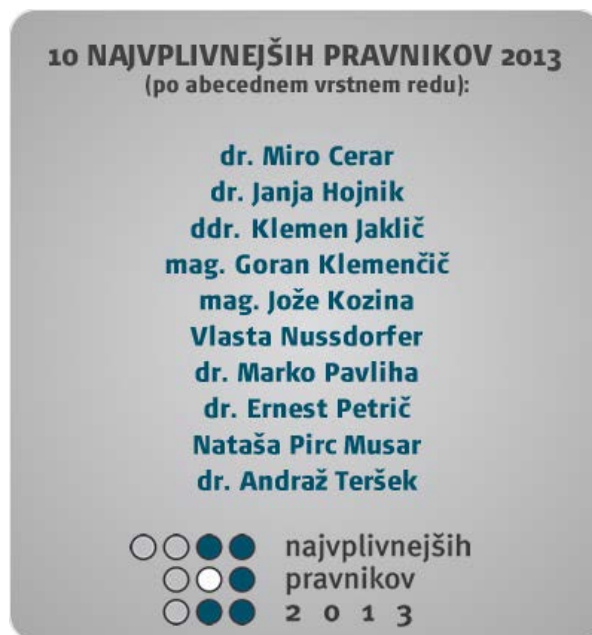 10 NAJVPLIVNEJŠIH PRAVNIKOV 2013
(po abecednem vrstnem redu):
dr. Miro Cerar
dr. Janja Hojnik
ddr. Klemen Jaklič
mag. Goran Klemenčič
mag. Jože Kozina
Vlasta Nussdorfer
dr. Marko Pavliha
dr. Ernest Petrič
Nataša Pirc Musar
dr. Andraž Teršek
najvplivnejših
pravnikov
2 0 1 3